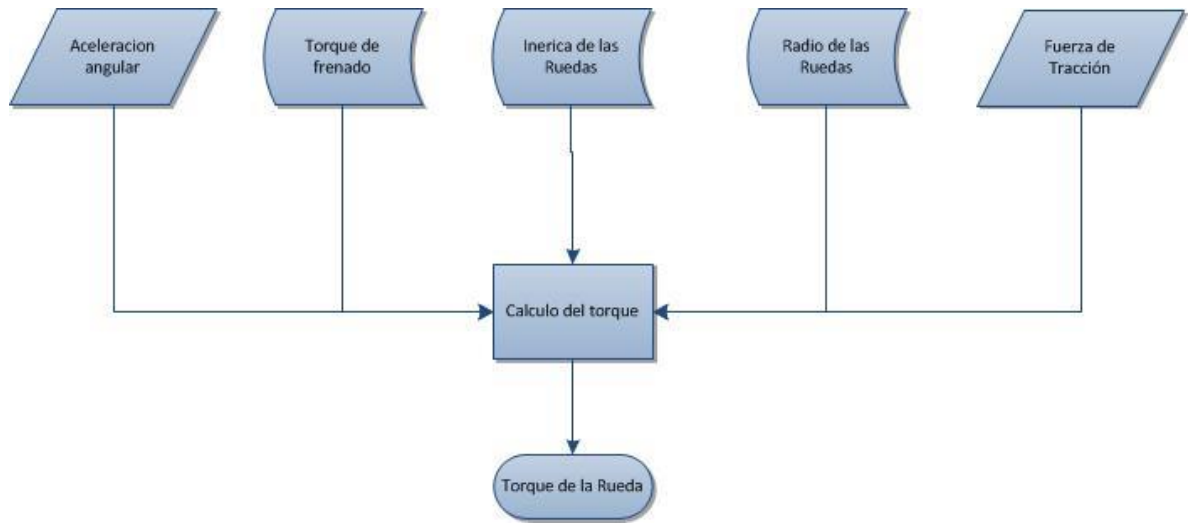 Aceleracion
angular
Torque de
frenado
Inerica de las
Ruedas
Radio de las
Ruedas
Fuerza de
Tracción
Calculo del torque
Torque de la Rueda